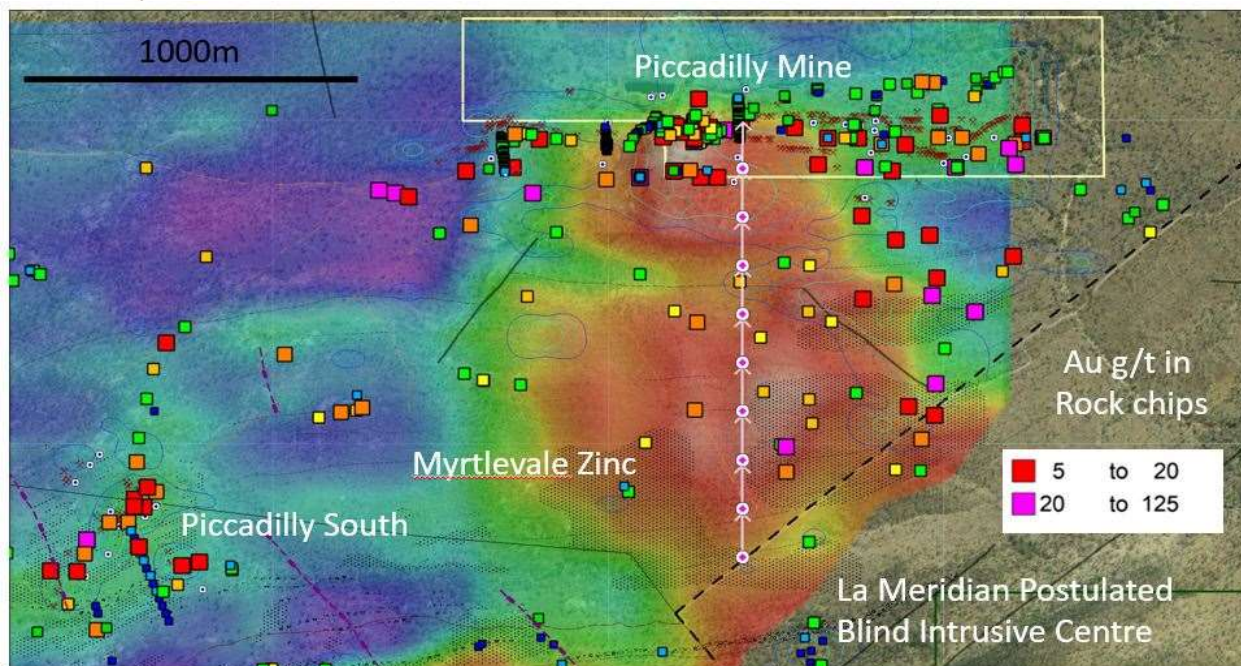 1000m
Piccadilly Mine
Au g/t in
Rock chips
Myrtlevale Zinc
5 to 20
20 to 125
Piccadilly South
La Meridian Postulated
Blind Intrusive Centre